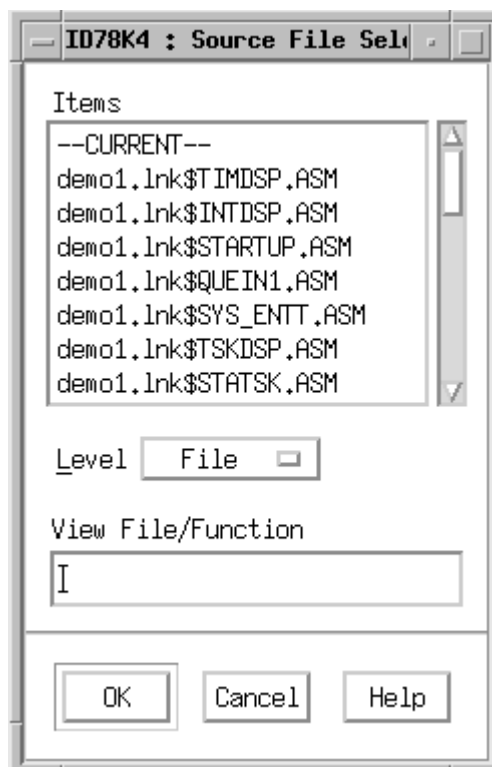 ID78K4 : Source File Sele
Items
--CURRENT--
demo1.lnk$TIMDSP.ASM
demo1.lnk$INTDSP.ASM
demo1.lnk$STARTUP.ASM
demo1.lnk$QUEIN1.ASM
demo1.lnk$SYS_ENTT.ASM
demo1.lnk$TSKDSP.ASM
demo1.lnk$STATSK.ASM
Level File
View File/Function
OK Cancel Help